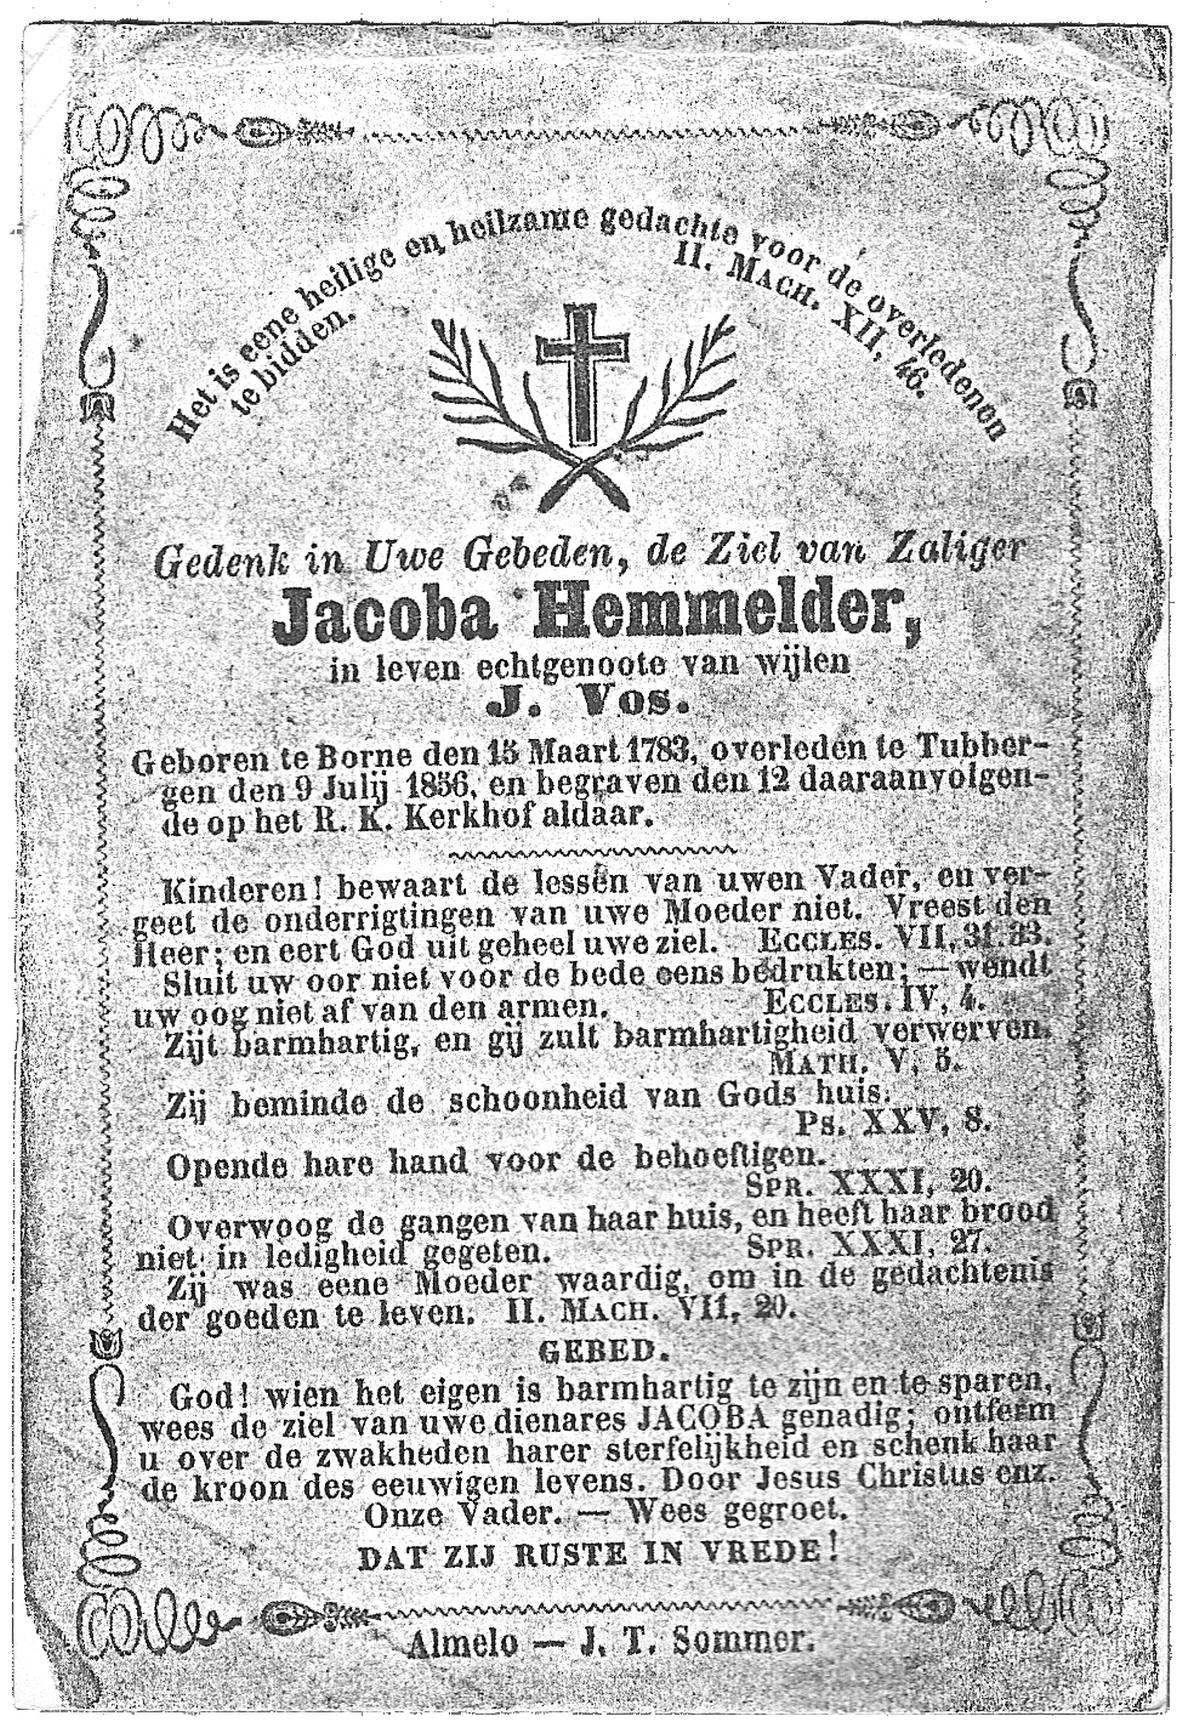 Het is eene heilige en heilzame gedachte voor de overledenen
te bidden. II. MACH. XII, 46.
Gedenk in Uwe Gebeden, de Ziel van Zaliger
Jacoba Hemmelder,
in leven echtgenoote van wijlen
J. Vos.
Geboren te Borne den 15 Maart 1783, overleden te Tubber-
gen den 9 Julij 1856, en begraven den 12 daaraanvolgen-
de op het R. K. Kerkhof aldaar.
Kinderen! bewaart de lessen van uwen Vader, en ver-
geet de onderrigtingen van uwe Moeder niet. Vreest den
Heer; en eert God uit geheel uwe ziel. ECCLES. VII, 31.33.
Sluit uw oor niet voor de bede eens bedrukten; — wendt
uw oog niet af van den armen. ECCLES. IV, 4.
Zijt barmhartig, en gij zult barmhartigheid verwerven.
MATH. V, 5.
Zij beminde de schoonheid van Gods huis.
Ps. XXV, 8.
Opende hare hand voor de behoeftigen.
SPR. XXXI, 20.
Overwoog de gangen van haar huis, en heeft haar brood
niet in ledigheid gegeten. SPR. XXXI, 27.
Zij was eene Moeder waardig, om in de gedachtenis
der goeden te leven. II. MACH. VII, 20.
GEBED.
God! wien het eigen is barmhartig te zijn en te sparen,
wees de ziel van uwe dienares JACOBA genadig; ontferm
u over de zwakheden harer sterfelijkheid en schenk haar
de kroon des eeuwigen levens. Door Jesus Christus enz.
Onze Vader. — Wees gegroet.
DAT ZIJ RUSTE IN VREDE!
Almelo — J. T. Sommer.